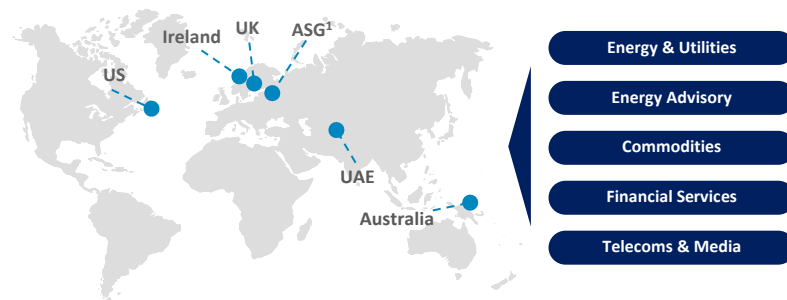 Ireland
UK
ASG¹
US
UAE
Australia
Energy & Utilities
Energy Advisory
Commodities
Financial Services
Telecoms & Media